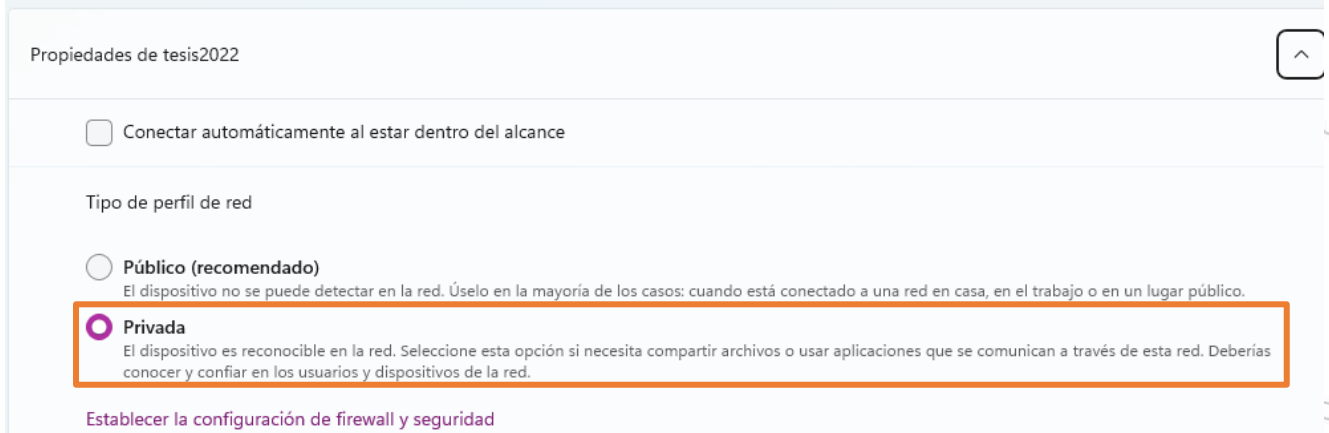 Propiedades de tesis2022
Conectar automáticamente al estar dentro del alcance
Tipo de perfil de red
Público (recomendado)
El dispositivo no se puede detectar en la red. Úselo en la mayoría de los casos: cuando está conectado a una red en casa, en el trabajo o en un lugar público.
Privada
El dispositivo es reconocible en la red. Seleccione esta opción si necesita compartir archivos o usar aplicaciones que se comunican a través de esta red. Deberías
conocer y confiar en los usuarios y dispositivos de la red.
Establecer la configuración de firewall y seguridad